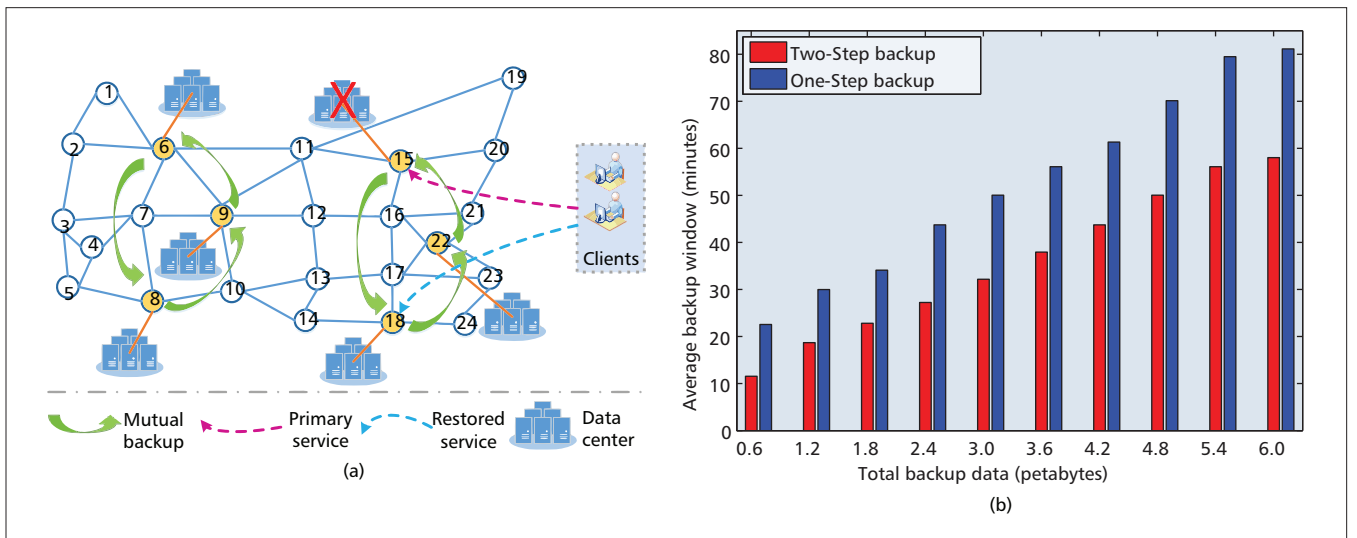 1
2
3
4
5
6
7
8
9
10
11
12
13
14
15
16
17
18
19
20
21
22
23
24
X
Clients
Mutual
backup
Primary
service
Restored
service
Data
center
(a)
Two-Step backup
One-Step backup
Average backup window (minutes)
80
70
60
50
40
30
20
10
0
0.6 1.2 1.8 2.4 3.0 3.6 4.2 4.8 5.4 6.0
Total backup data (petabytes)
(b)